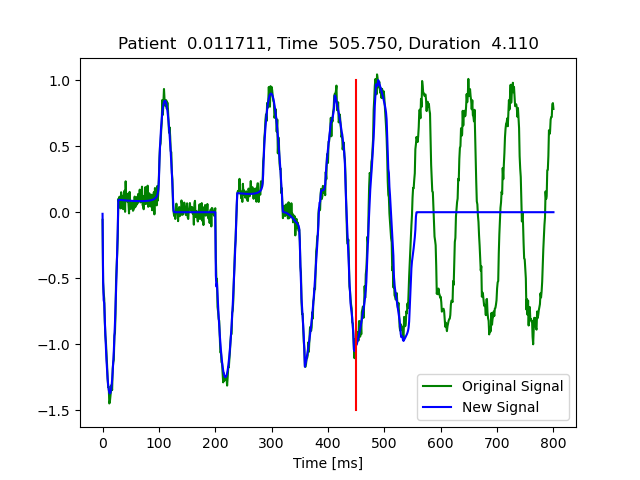 Patient  0.011711, Time  505.750, Duration  4.110
1.0
0.5
0.0
−0.5
−1.0
−1.5
0 100 200 300 400 500 600 700 800
Time [ms]
Original Signal
New Signal